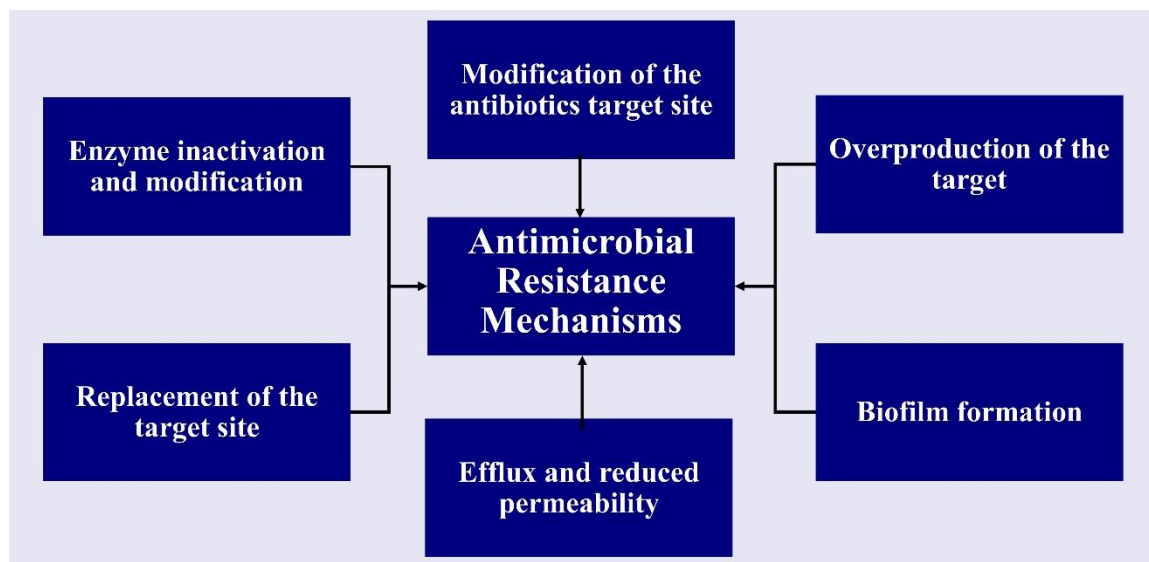 Modification of the
antibiotics target site
Enzyme inactivation
and modification
Overproduction of the
target
Antimicrobial
Resistance
Mechanisms
Replacement of the
target site
Biofilm formation
Efflux and reduced
permeability